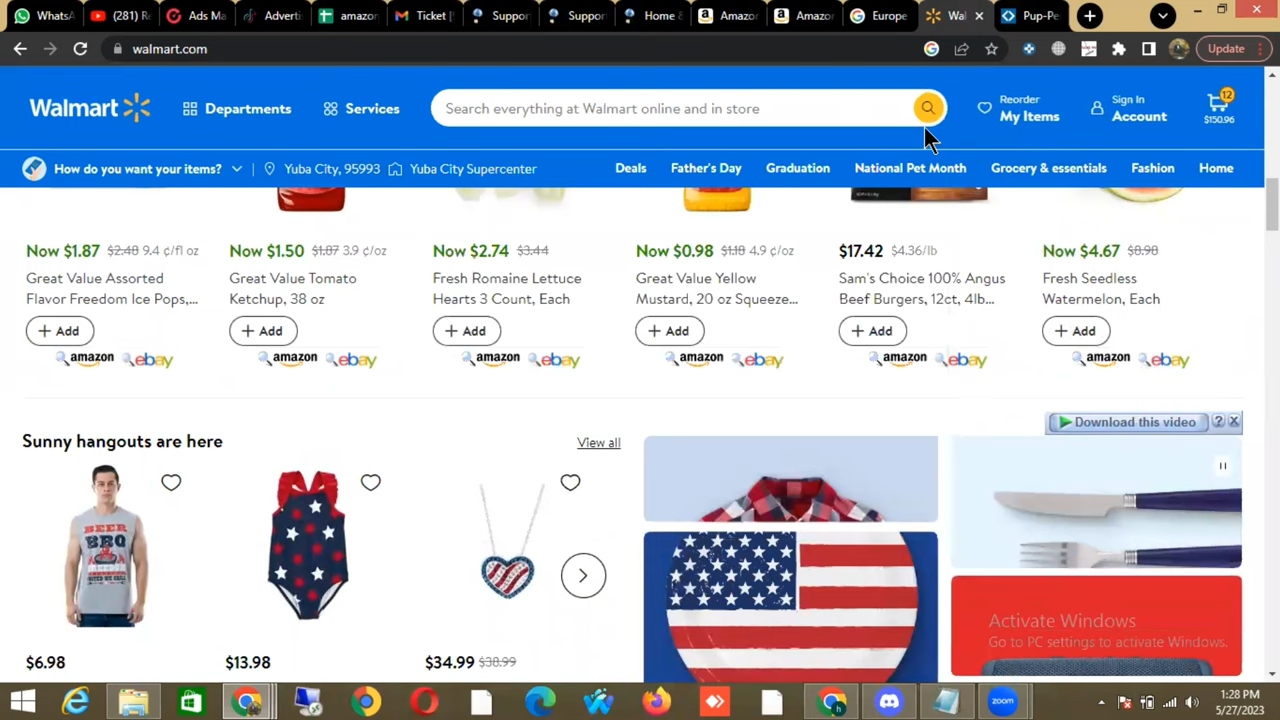 WhatsA
(281) R
Ads Ma
Adverti
amazor
Ticket |
Suppor
Suppor
Home &
Amazo
Amazo
Europe
Wal
Pup-Pe
walmart.com
Update
Walmart
Departments
Services
Search everything at Walmart online and in store
Reorder
My Items
Sign In
Account
12
$150.96
How do you want your items?
Yuba City, 95993
Yuba City Supercenter
Deals
Father's Day
Graduation
National Pet Month
Grocery & essentials
Fashion
Home
Now $1.87 $2.48 9.4 ¢/fl oz
Great Value Assorted
Flavor Freedom Ice Pops,...
+ Add
amazon ebay
Now $1.50 $1.87 3.9 ¢/oz
Great Value Tomato
Ketchup, 38 oz
+ Add
amazon ebay
Now $2.74 $3.44
Fresh Romaine Lettuce
Hearts 3 Count, Each
+ Add
amazon ebay
Now $0.98 $1.18 4.9 ¢/oz
Great Value Yellow
Mustard, 20 oz Squeeze...
+ Add
amazon ebay
$17.42 $4.36/lb
Sam's Choice 100% Angus
Beef Burgers, 12ct, 4lb...
+ Add
amazon ebay
Now $4.67 $8.98
Fresh Seedless
Watermelon, Each
+ Add
amazon ebay
Sunny hangouts are here
View all
Download this video
BEER
BBQ
$6.98
$13.98
$34.99 $38.99
Activate Windows
Go to PC settings to activate Windows.
zoom
1:28 PM
5/27/2023